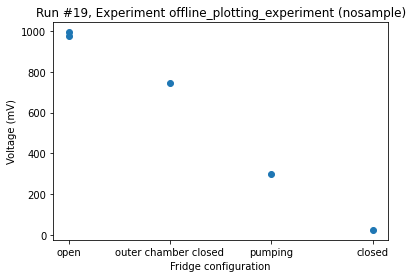 Run #19, Experiment offline_plotting_experiment (nosample)
1000
800
600
400
200
0
Voltage (mV)
open outer chamber closed pumping closed
Fridge configuration